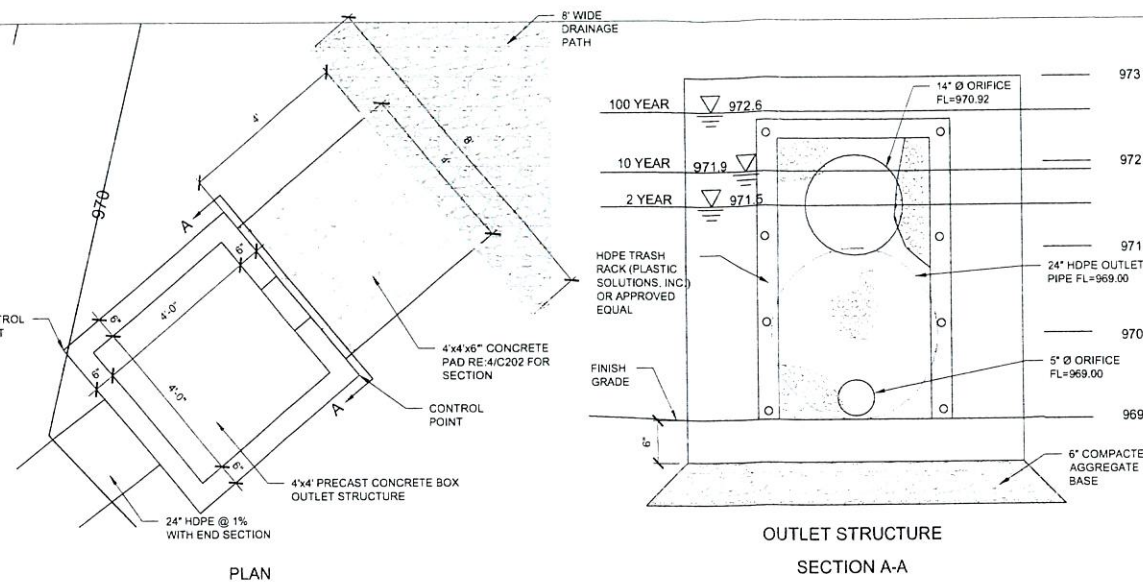 8' WIDE
DRAINAGE
PATH
4'
8'
4'
970
A
6"
4'-0"
6"
6"
4'-0"
6"
A
4'x4'x6" CONCRETE
PAD RE:4/C202 FOR
SECTION
CONTROL
POINT
4'x4' PRECAST CONCRETE BOX
OUTLET STRUCTURE
24" HDPE @ 1%
WITH END SECTION
PLAN
973
14" Ø ORIFICE
FL=970.92
100 YEAR 972.6
972
10 YEAR 971.9
2 YEAR 971.5
971
HDPE TRASH
RACK (PLASTIC
SOLUTIONS, INC.)
OR APPROVED
EQUAL
24" HDPE OUTLET
PIPE FL=969.00
970
5" Ø ORIFICE
FL=969.00
FINISH
GRADE
969
6" COMPACTE
AGGREGATE
BASE
OUTLET STRUCTURE
SECTION A-A